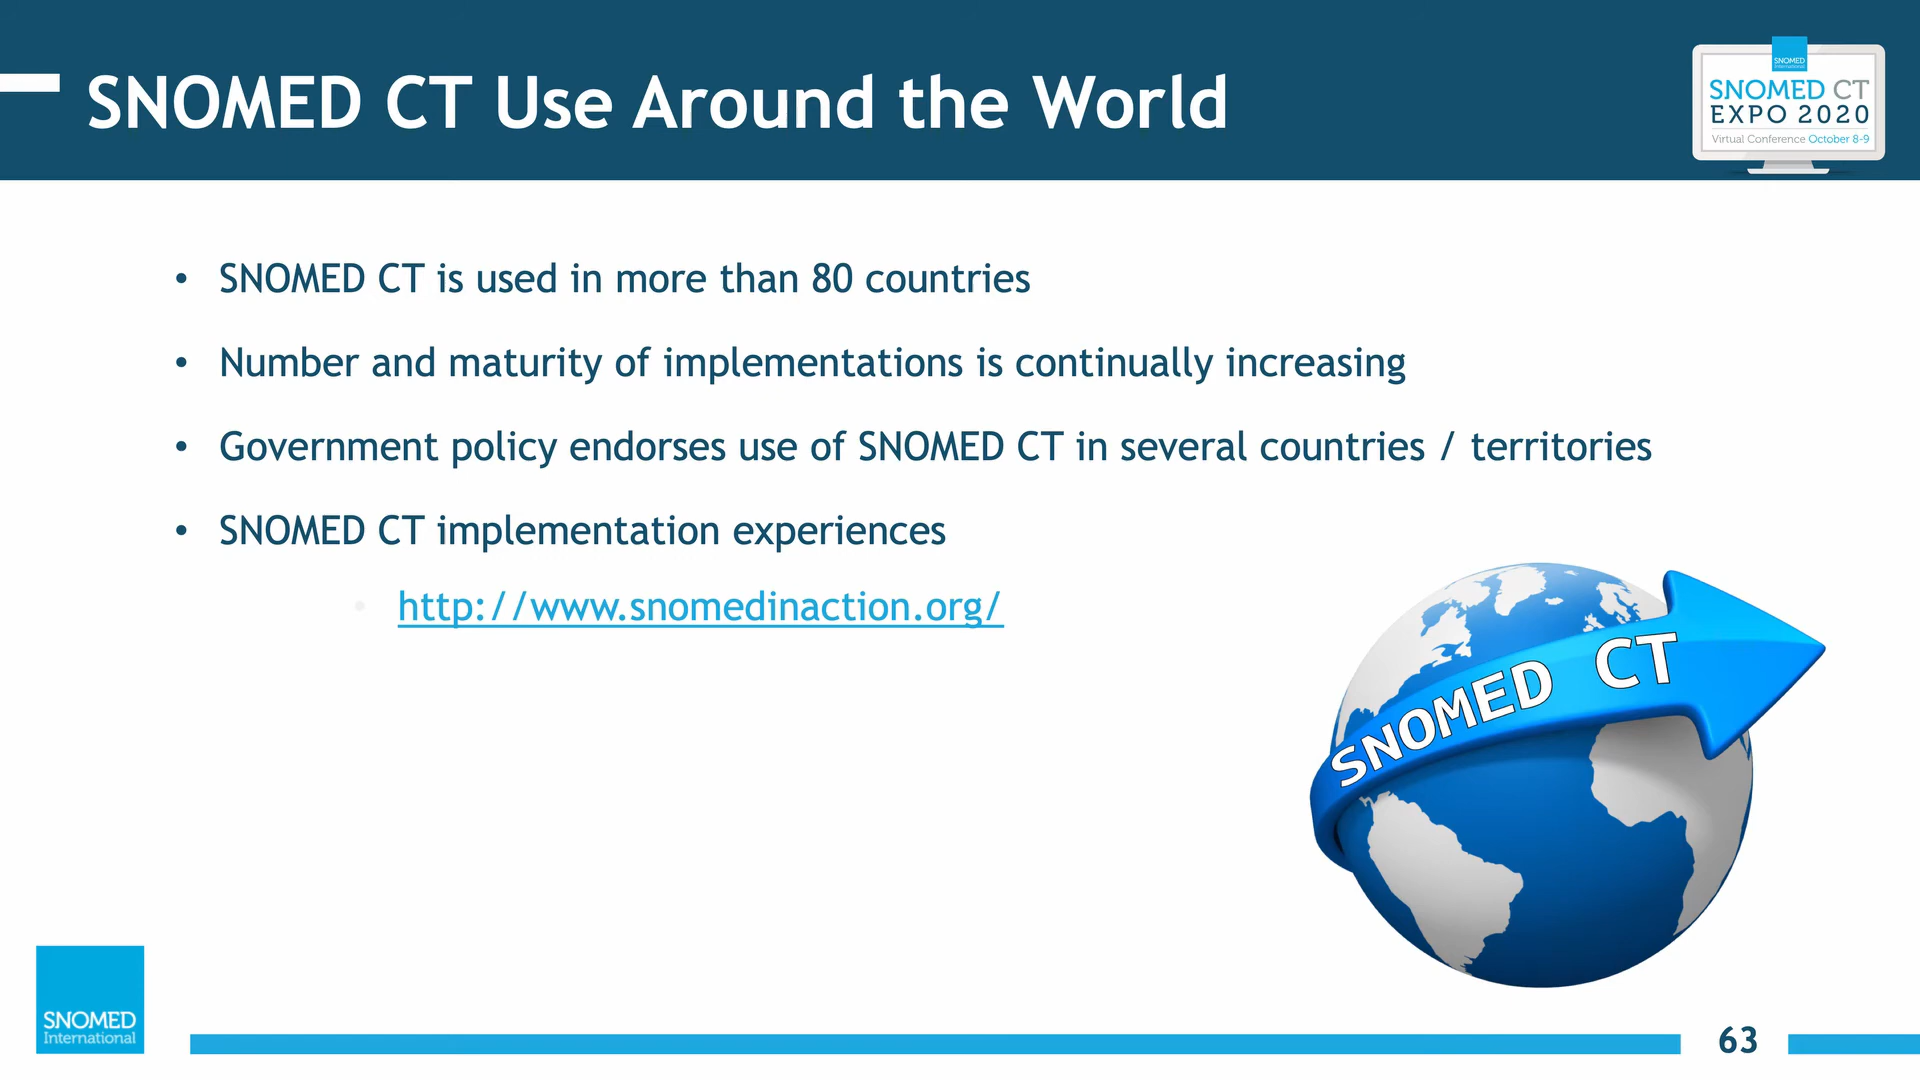 SNOMED CT Use Around the World
SNOMED
International
SNOMED CT
EXPO 2020
Virtual Conference October 8-9
• SNOMED CT is used in more than 80 countries
• Number and maturity of implementations is continually increasing
• Government policy endorses use of SNOMED CT in several countries / territories
• SNOMED CT implementation experiences
• http://www.snomedinaction.org/
SNOMED CT
SNOMED
International
63